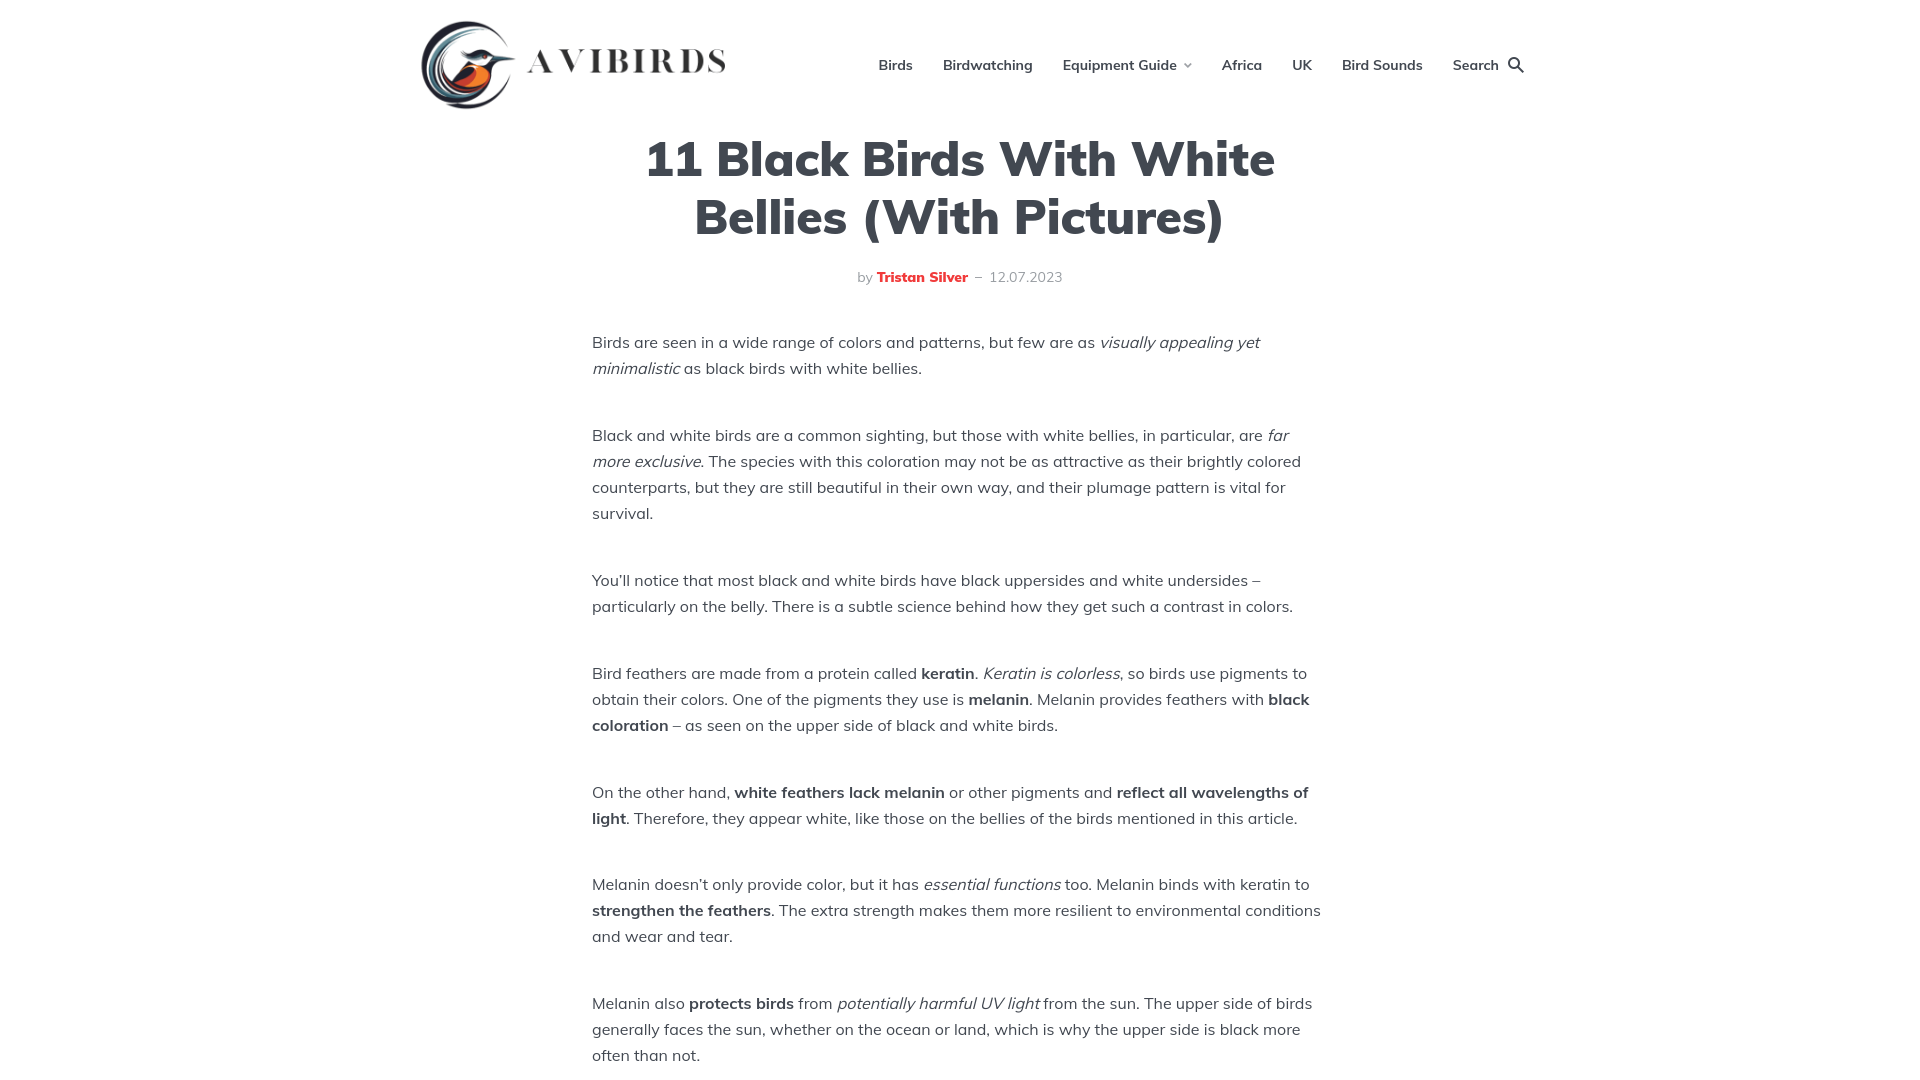 AVIBIRDS
Birds
Birdwatching
Equipment Guide
Africa
UK
Bird Sounds
Search
11 Black Birds With White
Bellies (With Pictures)
by Tristan Silver – 12.07.2023
Birds are seen in a wide range of colors and patterns, but few are as visually appealing yet
minimalistic as black birds with white bellies.
Black and white birds are a common sighting, but those with white bellies, in particular, are far
more exclusive. The species with this coloration may not be as attractive as their brightly colored
counterparts, but they are still beautiful in their own way, and their plumage pattern is vital for
survival.
You’ll notice that most black and white birds have black uppersides and white undersides –
particularly on the belly. There is a subtle science behind how they get such a contrast in colors.
Bird feathers are made from a protein called keratin. Keratin is colorless, so birds use pigments to
obtain their colors. One of the pigments they use is melanin. Melanin provides feathers with black
coloration – as seen on the upper side of black and white birds.
On the other hand, white feathers lack melanin or other pigments and reflect all wavelengths of
light. Therefore, they appear white, like those on the bellies of the birds mentioned in this article.
Melanin doesn’t only provide color, but it has essential functions too. Melanin binds with keratin to
strengthen the feathers. The extra strength makes them more resilient to environmental conditions
and wear and tear.
Melanin also protects birds from potentially harmful UV light from the sun. The upper side of birds
generally faces the sun, whether on the ocean or land, which is why the upper side is black more
often than not.